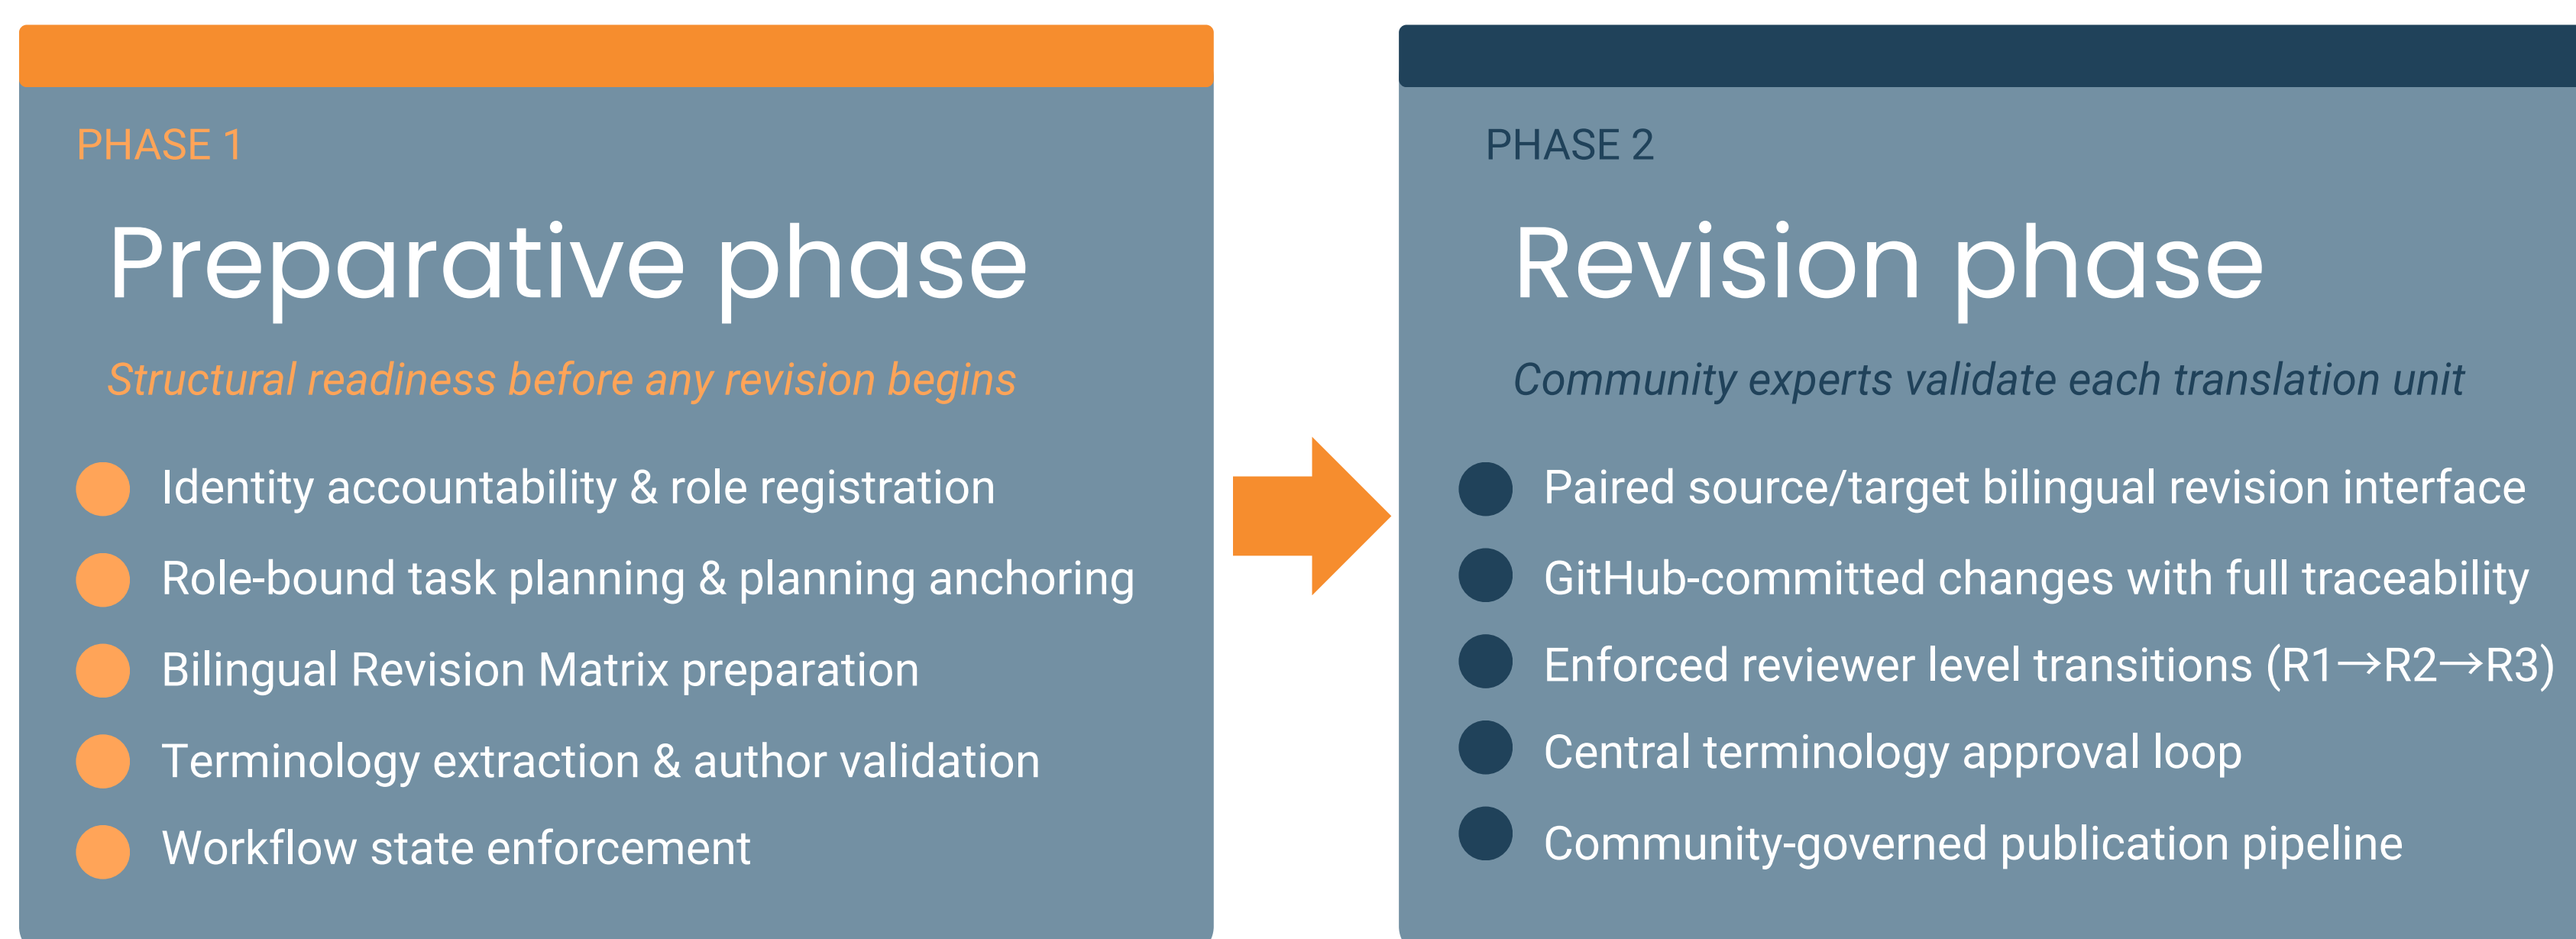 PHASE 1
Preparative phase
Structural readiness before any revision begins
Identity accountability & role registration
Role-bound task planning & planning anchoring
Bilingual Revision Matrix preparation
Terminology extraction & author validation
Workflow state enforcement
PHASE 2
Revision phase
Community experts validate each translation unit
Paired source/target bilingual revision interface
GitHub-committed changes with full traceability
Enforced reviewer level transitions (R1→R2→R3)
Central terminology approval loop
Community-governed publication pipeline